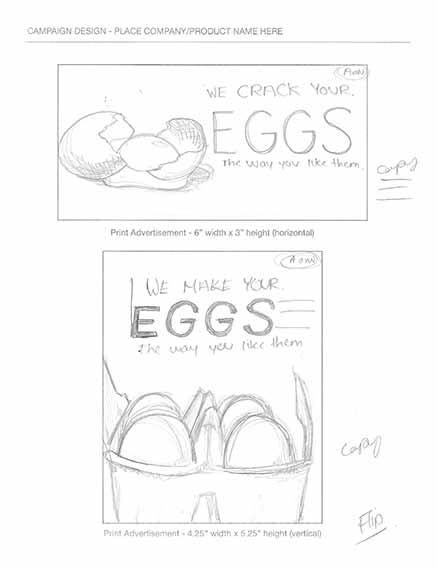 CAMPAIGN DESIGN - PLACE COMPANY/PRODUCT NAME HERE
WE CRACK YOUR.
EGGS
The way you like them.
Copy
Print Advertisement - 6" width x 3" height (horizontal)
WE MAKE YOUR.
EGGS
The way you like them
Copy
Flip
Print Advertisement - 4.25" width x 5.25" height (vertical)